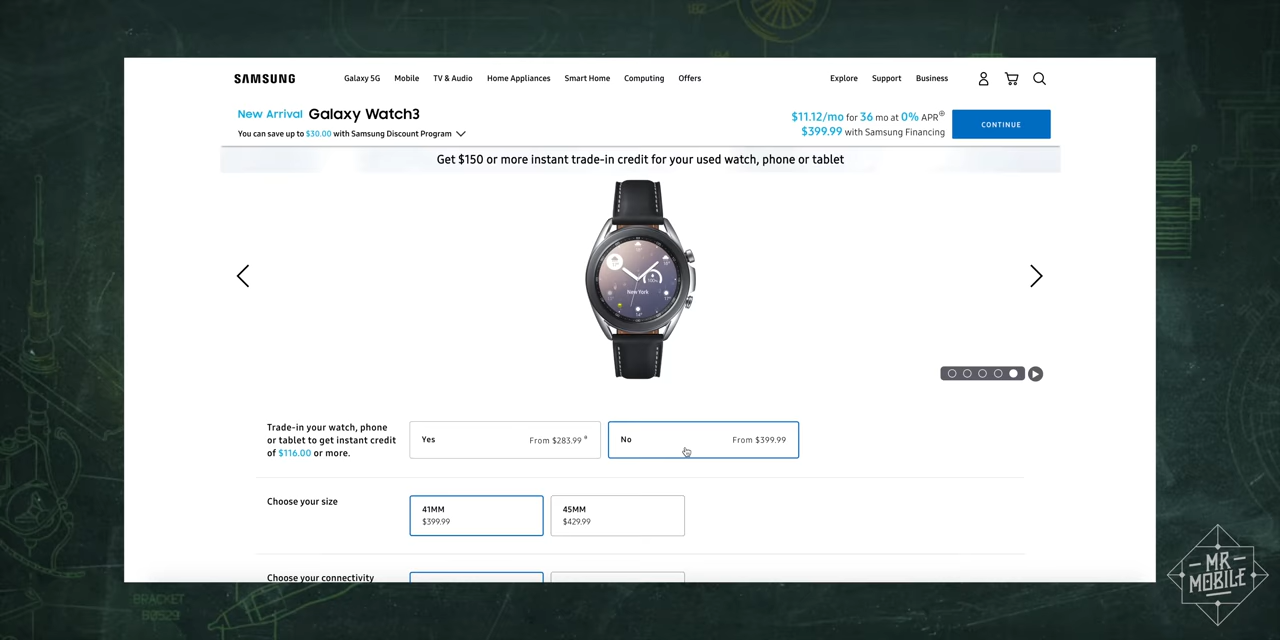 SAMSUNG
Galaxy 5G Mobile TV & Audio Home Appliances Smart Home Computing Offers Explore Support Business
New Arrival Galaxy Watch3
You can save up to $30.00 with Samsung Discount Program
$11.12/mo for 36 mo at 0% APR
$399.99 with Samsung Financing
CONTINUE
Get $150 or more instant trade-in credit for your used watch, phone or tablet
New York
Trade-in your watch, phone
or tablet to get instant credit
of $116.00 or more.
Yes From $283.99
No From $399.99
Choose your size
41MM
$399.99
45MM
$429.99
Choose your connectivity
BRACKET
MR
MOBILE